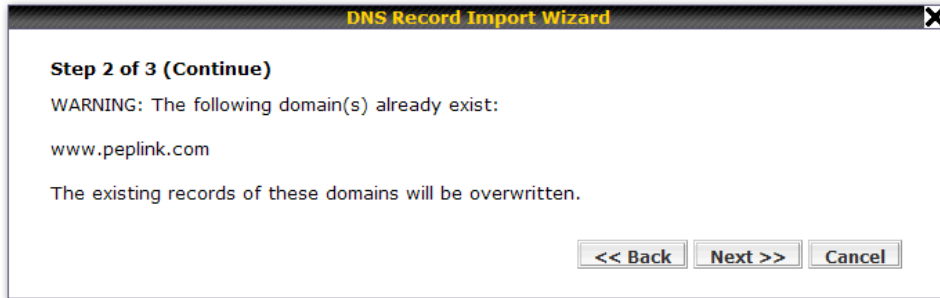 DNS Record Import Wizard
Step 2 of 3 (Continue)
WARNING: The following domain(s) already exist:
www.peplink.com
The existing records of these domains will be overwritten.
<< Back Next >> Cancel